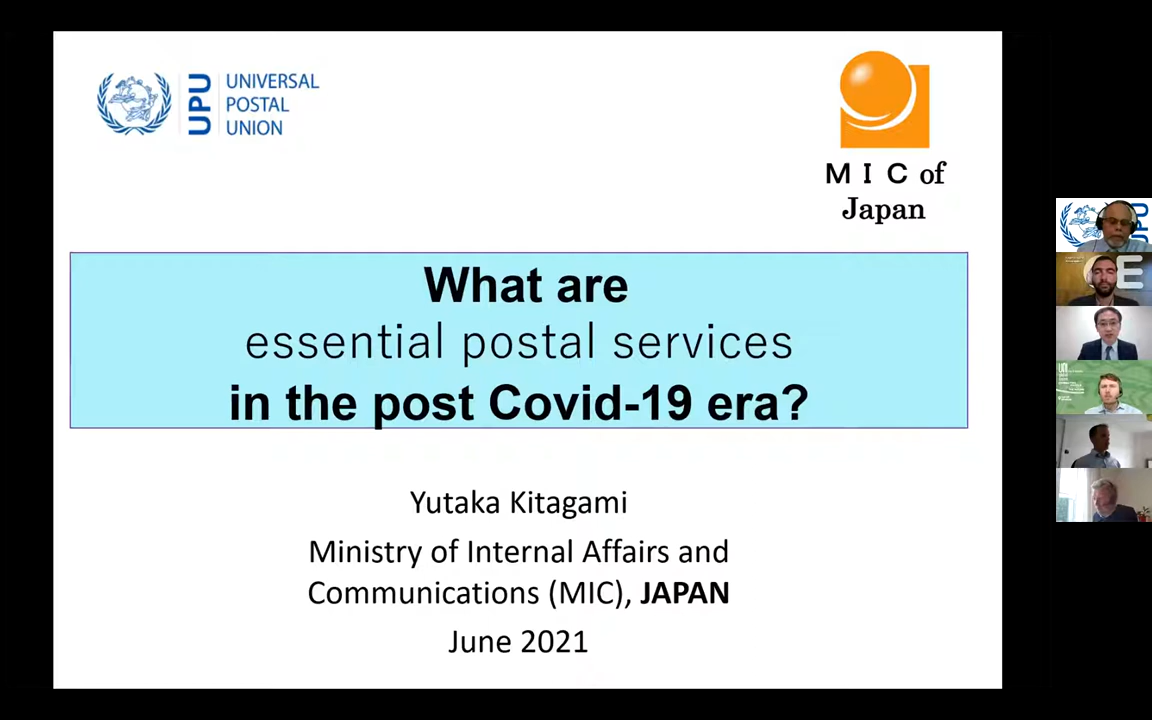 UPU
UNIVERSAL
POSTAL
UNION
MIC of
Japan
What are
essential postal services
in the post Covid-19 era?
Yutaka Kitagami
Ministry of Internal Affairs and
Communications (MIC), JAPAN
June 2021